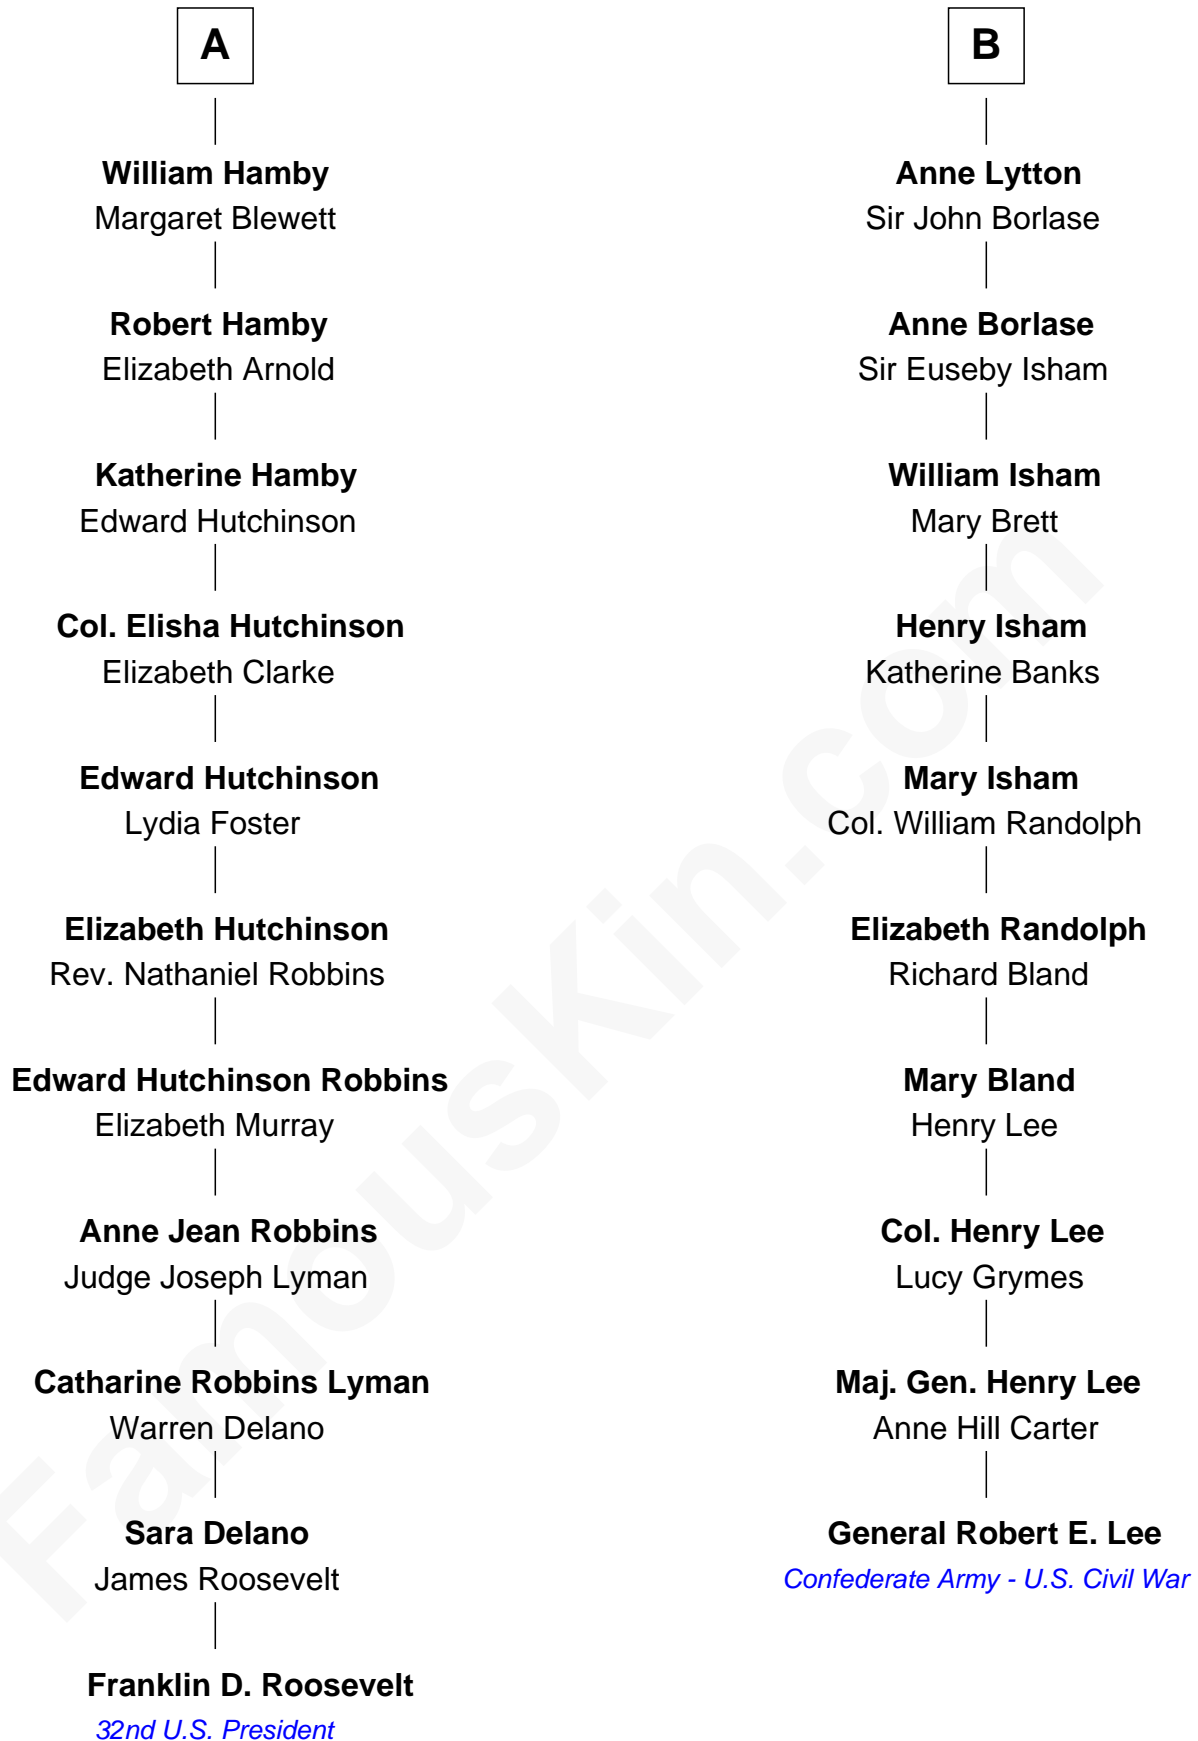 A
William Hamby
Margaret Blewett
Robert Hamby
Elizabeth Arnold
Katherine Hamby
Edward Hutchinson
Col. Elisha Hutchinson
Elizabeth Clarke
Edward Hutchinson
Lydia Foster
Elizabeth Hutchinson
Rev. Nathaniel Robbins
Edward Hutchinson Robbins
Elizabeth Murray
Anne Jean Robbins
Judge Joseph Lyman
Catharine Robbins Lyman
Warren Delano
Sara Delano
James Roosevelt
Franklin D. Roosevelt
32nd U.S. President
B
Anne Lytton
Sir John Borlase
Anne Borlase
Sir Euseby Isham
William Isham
Mary Brett
Henry Isham
Katherine Banks
Mary Isham
Col. William Randolph
Elizabeth Randolph
Richard Bland
Mary Bland
Henry Lee
Col. Henry Lee
Lucy Grymes
Maj. Gen. Henry Lee
Anne Hill Carter
General Robert E. Lee
Confederate Army - U.S. Civil War
FamousKin.com